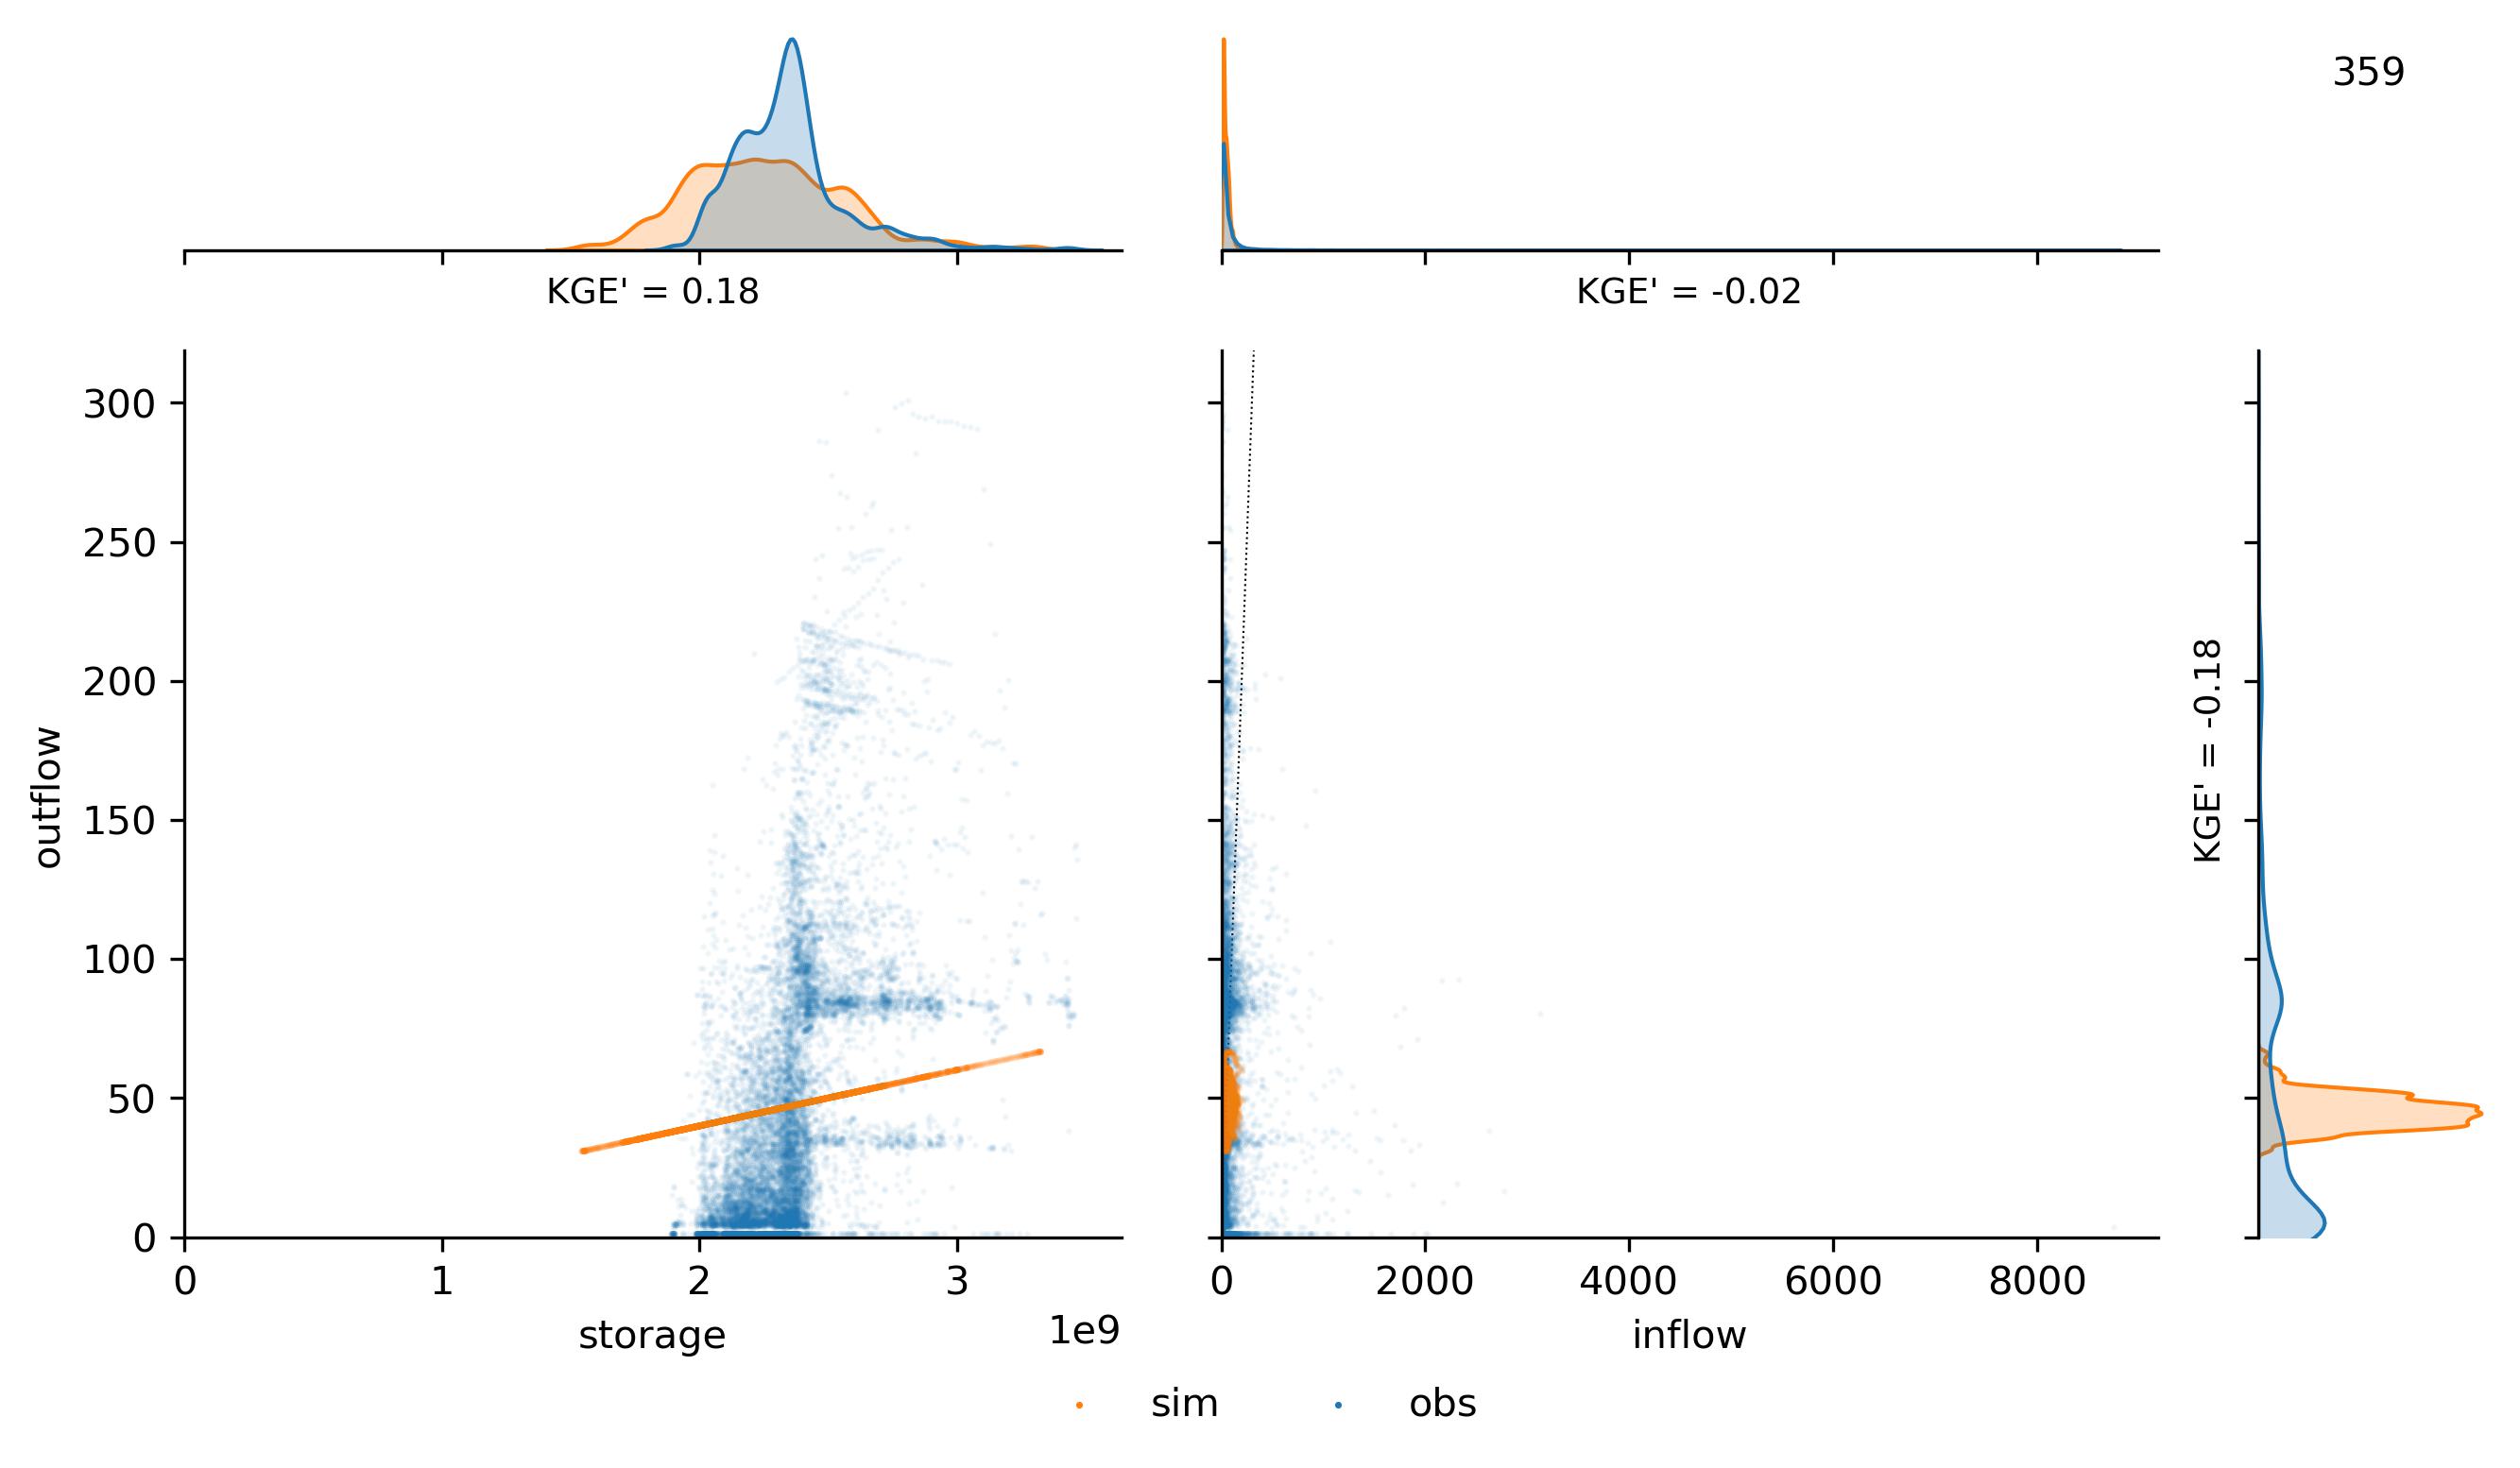 359
KGE' = 0.18
KGE' = -0.02
300
250
200
150
100
50
0
outflow
KGE' = -0.18
0 1 2 3
0 2000 4000 6000 8000
storage
1e9
inflow
sim obs